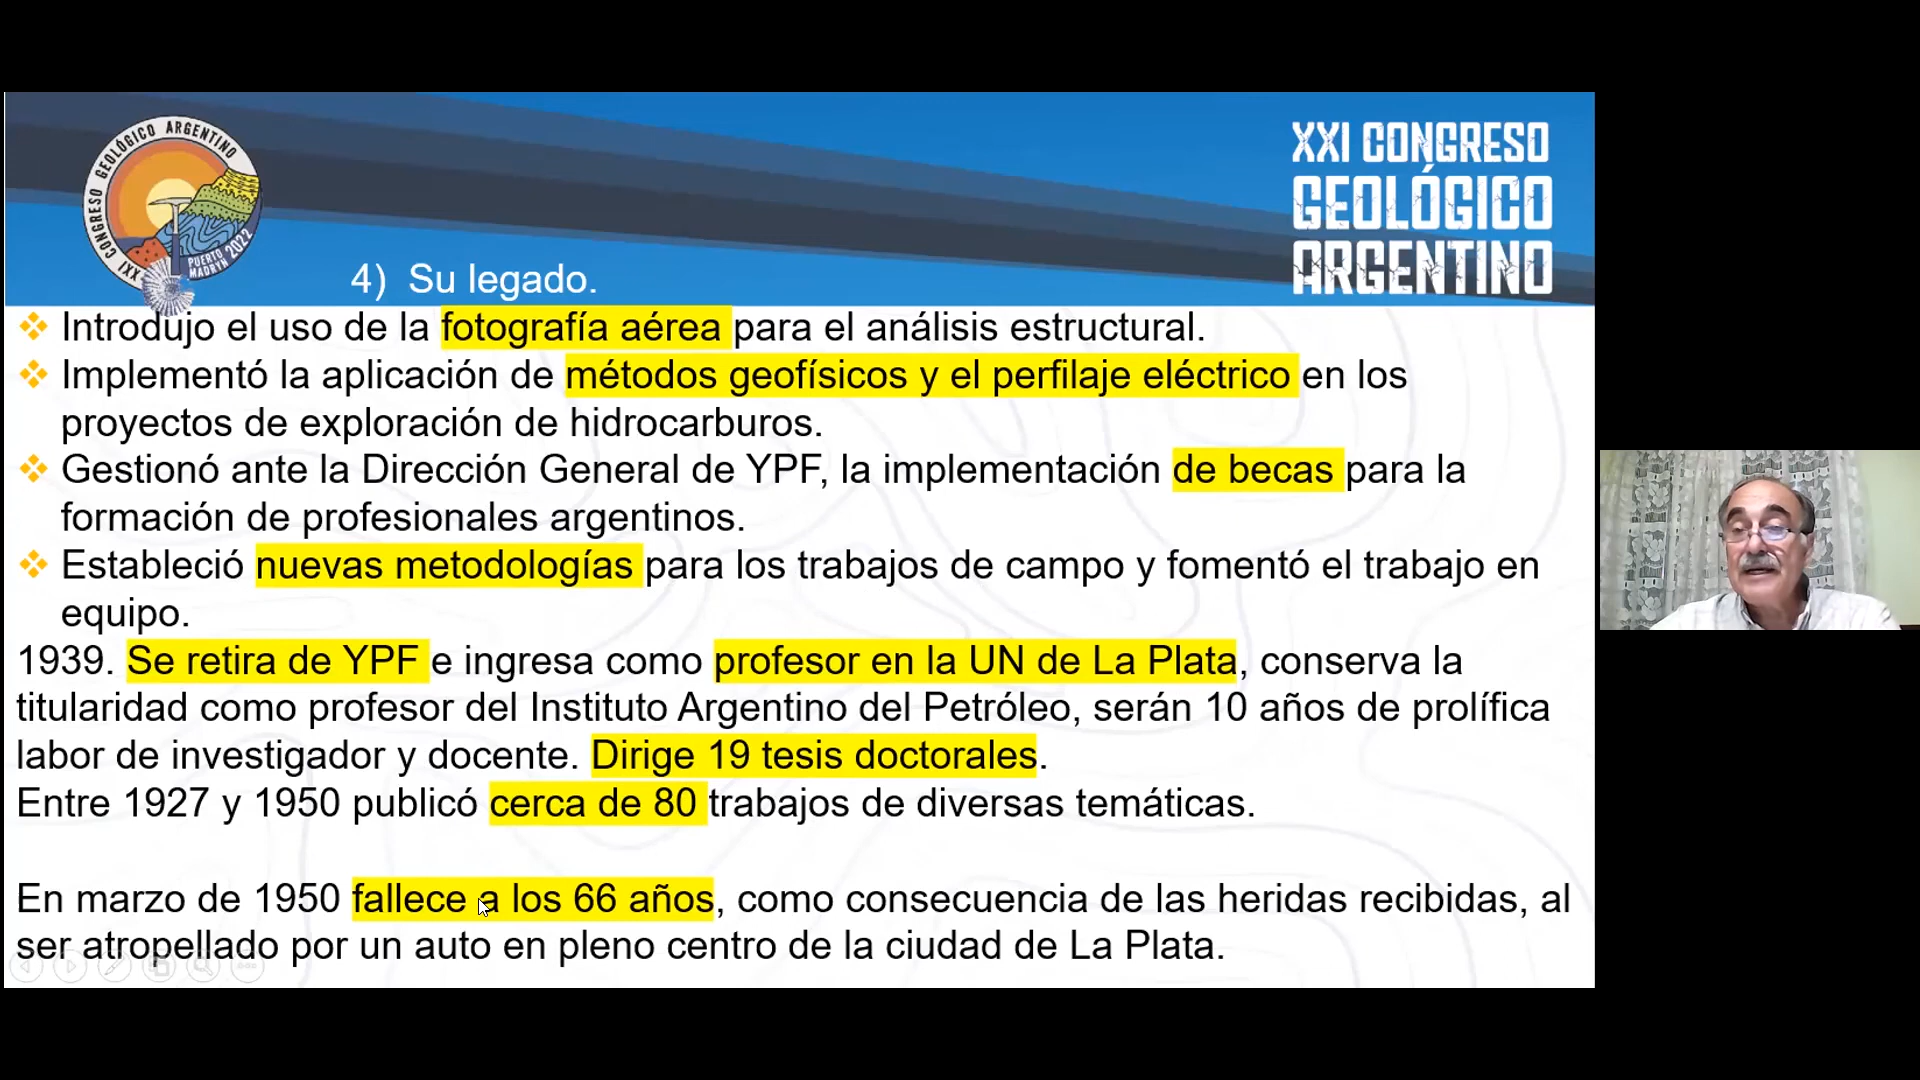 XXI CONGRESO GEOLÓGICO ARGENTINO
PUERTO
MADRYN 2022
XXI CONGRESO
GEOLÓGICO
ARGENTINO
4) Su legado.
Introdujo el uso de la fotografía aérea para el análisis estructural.
Implementó la aplicación de métodos geofísicos y el perfilaje eléctrico en los
proyectos de exploración de hidrocarburos.
Gestionó ante la Dirección General de YPF, la implementación de becas para la
formación de profesionales argentinos.
Estableció nuevas metodologías para los trabajos de campo y fomentó el trabajo en
equipo.
1939. Se retira de YPF e ingresa como profesor en la UN de La Plata, conserva la
titularidad como profesor del Instituto Argentino del Petróleo, serán 10 años de prolífica
labor de investigador y docente. Dirige 19 tesis doctorales.
Entre 1927 y 1950 publicó cerca de 80 trabajos de diversas temáticas.
En marzo de 1950 fallece a los 66 años, como consecuencia de las heridas recibidas, al
ser atropellado por un auto en pleno centro de la ciudad de La Plata.